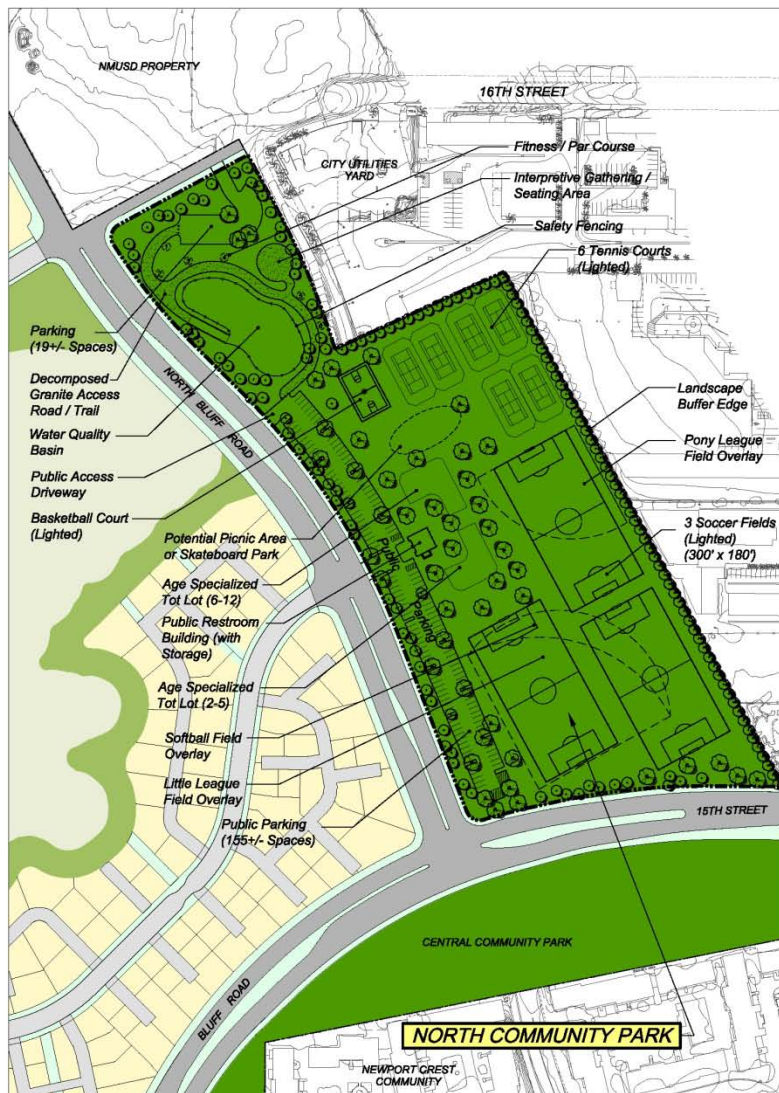 NMUSD PROPERTY
16TH STREET
CITY UTILITIES
YARD
Fitness / Par Course
Interpretive Gathering /
Seating Area
Safety Fencing
6 Tennis Courts
(Lighted)
Parking
(19+/- Spaces)
Decomposed
Granite Access
Road / Trail
Water Quality
Basin
Public Access
Driveway
Basketball Court
(Lighted)
NORTH BLUFF ROAD
Landscape
Buffer Edge
Pony League
Field Overlay
3 Soccer Fields
(Lighted)
(300' x 180')
Potential Picnic Area
or Skateboard Park
Age Specialized
Tot Lot (6-12)
Public Restroom
Building (with
Storage)
Age Specialized
Tot Lot (2-5)
Softball Field
Overlay
Little League
Field Overlay
Public Parking
(155+/- Spaces)
Public Parking
15TH STREET
CENTRAL COMMUNITY PARK
BLUFF ROAD
NORTH COMMUNITY PARK
NEWPORT CREST
COMMUNITY